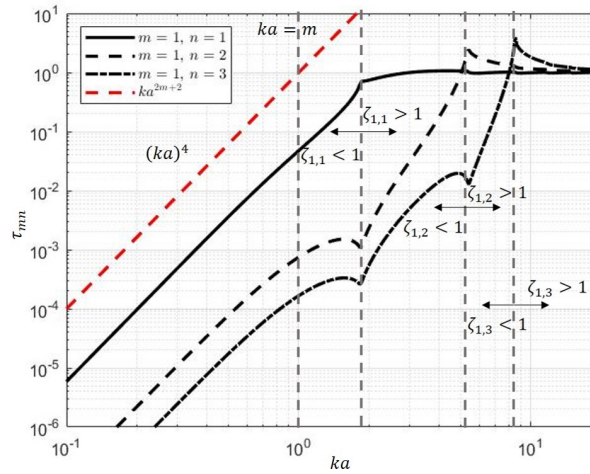 ka = m
m = 1, n = 1
m = 1, n = 2
m = 1, n = 3
ka^{2m+2}
(ka)^4
ζ_{1,1} > 1
ζ_{1,1} < 1
ζ_{1,2} > 1
ζ_{1,2} < 1
ζ_{1,3} > 1
ζ_{1,3} < 1
10^1
10^0
10^{-1}
10^{-2}
10^{-3}
10^{-4}
10^{-5}
10^{-6}
τ_{mn}
10^{-1}
10^0
10^1
ka